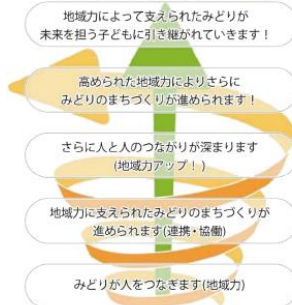 地域力によって支えられたみどりが
未来を担う子どもに引き継がれていきます！
高められた地域力によりさらに
みどりのまちづくりが進められます！
さらに人と人のつながりが深まります
(地域力アップ！)
地域力に支えられたみどりのまちづくりが
進められます(連携・協働)
みどりが人をつなぎます(地域力)